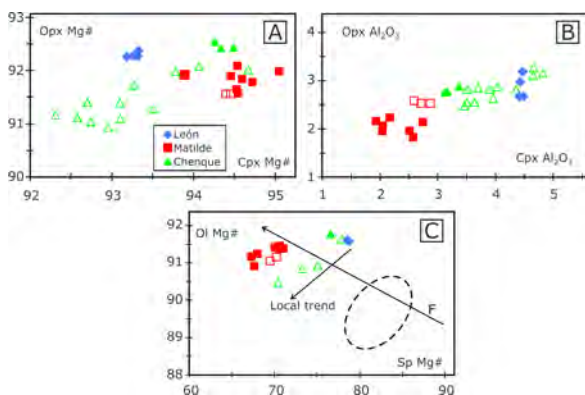 93
Opx Mg#
A
92
91
León
Matilde
Chenque
Cpx Mg#
90
92 93 94 95
4
Opx Al₂O₃
B
3
2
Cpx Al₂O₃
1
1 2 3 4 5
92
Ol Mg#
C
91
90
Local trend
F
89
Sp Mg#
88
60 70 80 90